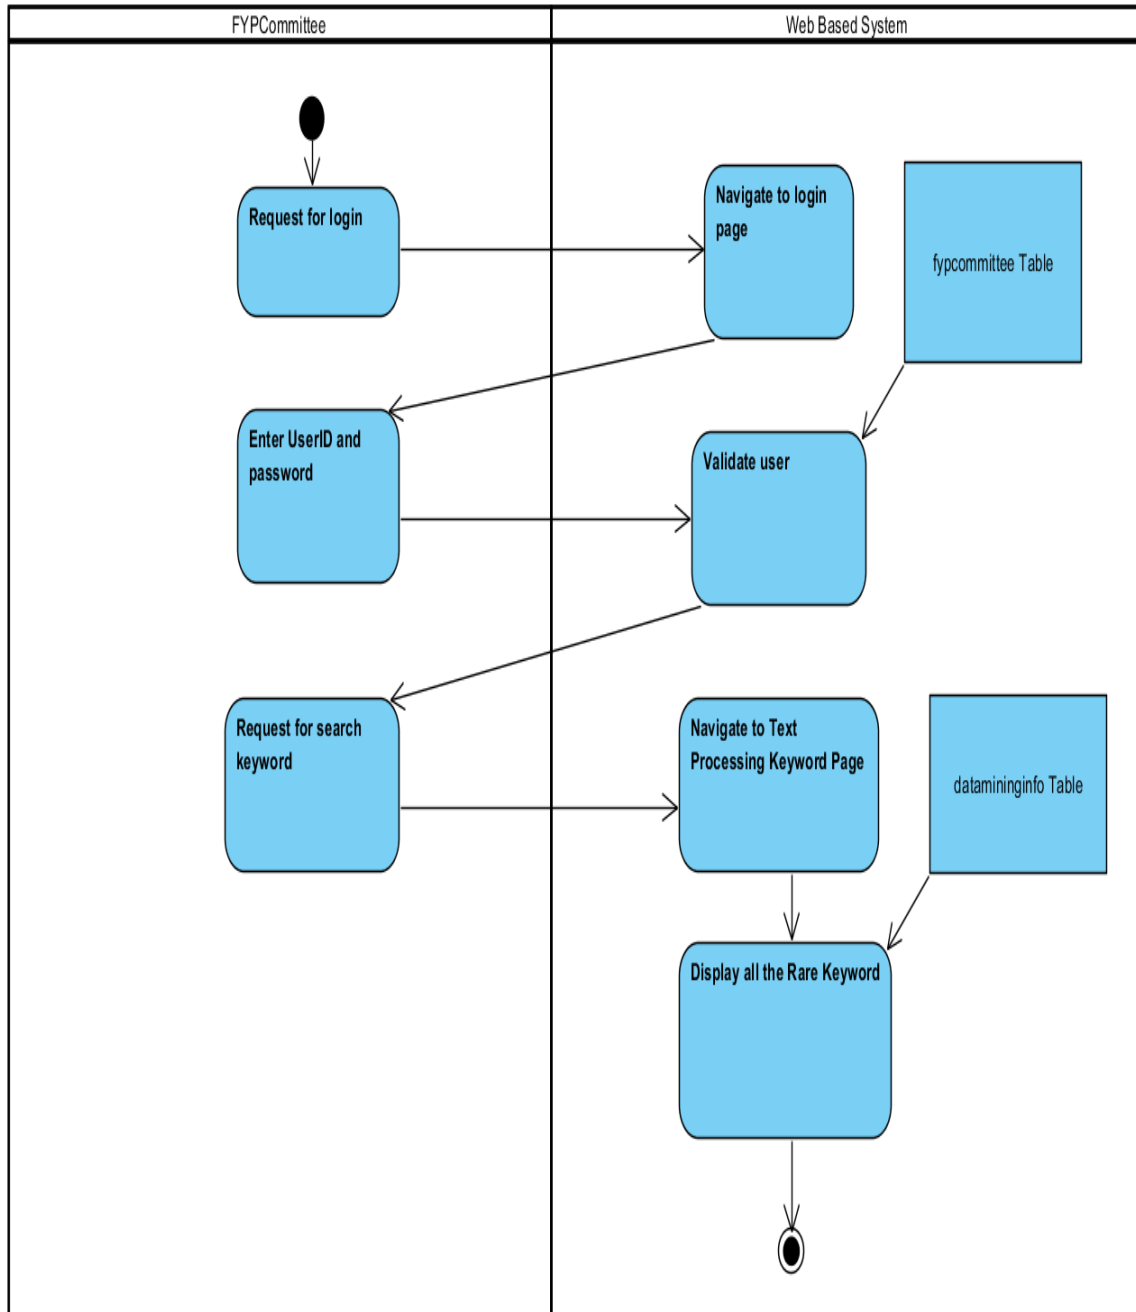 FYPCommittee
Web Based System
Request for login
Navigate to login
page
fypcommittee Table
Enter UserID and
password
Validate user
Request for search
keyword
Navigate to Text
Processing Keyword Page
datamininginfo Table
Display all the Rare Keyword